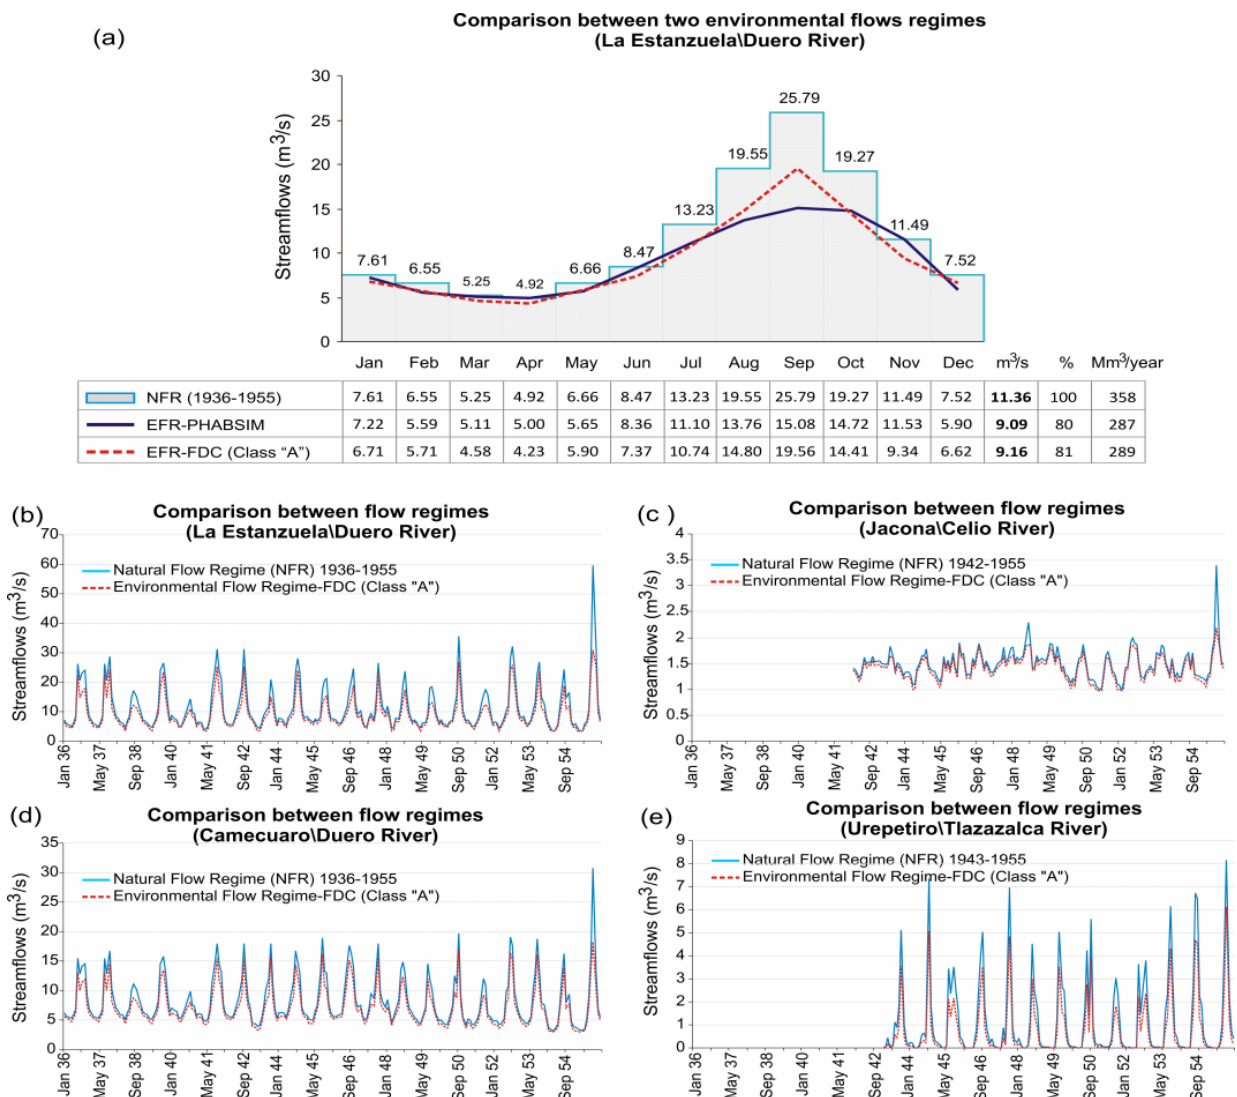 (a)
Comparison between two environmental flows regimes
(La Estanzuela\Duero River)
Streamflows (m³/s)
30
25
20
15
10
5
0
7.61
6.55
5.25
4.92
6.66
8.47
13.23
19.55
25.79
19.27
11.49
7.52
Jan Feb Mar Apr May Jun Jul Aug Sep Oct Nov Dec m³/s % Mm³/year
NFR (1936-1955) 7.61 6.55 5.25 4.92 6.66 8.47 13.23 19.55 25.79 19.27 11.49 7.52 11.36 100 358
EFR-PHABSIM 7.22 5.59 5.11 5.00 5.65 8.36 11.10 13.76 15.08 14.72 11.53 5.90 9.09 80 287
EFR-FDC (Class "A") 6.71 5.71 4.58 4.23 5.90 7.37 10.74 14.80 19.56 14.41 9.34 6.62 9.16 81 289
(b)
Comparison between flow regimes
(La Estanzuela\Duero River)
Streamflows (m³/s)
70
60
50
40
30
20
10
0
Natural Flow Regime (NFR) 1936-1955
Environmental Flow Regime-FDC (Class "A")
Jan 36
May 37
Sep 38
Jan 40
May 41
Sep 42
Jan 44
May 45
Sep 46
Jan 48
May 49
Sep 50
Jan 52
May 53
Sep 54
(c)
Comparison between flow regimes
(Jacona\Celio River)
Streamflows (m³/s)
4
3.5
3
2.5
2
1.5
1
0.5
0
Natural Flow Regime (NFR) 1942-1955
Environmental Flow Regime-FDC (Class "A")
Jan 36
May 37
Sep 38
Jan 40
May 41
Sep 42
Jan 44
May 45
Sep 46
Jan 48
May 49
Sep 50
Jan 52
May 53
Sep 54
(d)
Comparison between flow regimes
(Camecuaro\Duero River)
Streamflows (m³/s)
35
30
25
20
15
10
5
0
Natural Flow Regime (NFR) 1936-1955
Environmental Flow Regime-FDC (Class "A")
Jan 36
May 37
Sep 38
Jan 40
May 41
Sep 42
Jan 44
May 45
Sep 46
Jan 48
May 49
Sep 50
Jan 52
May 53
Sep 54
(e)
Comparison between flow regimes
(Urepetiro\Tlazazalca River)
Streamflows (m³/s)
9
8
7
6
5
4
3
2
1
0
Natural Flow Regime (NFR) 1943-1955
Environmental Flow Regime-FDC (Class "A")
Jan 36
May 37
Sep 38
Jan 40
May 41
Sep 42
Jan 44
May 45
Sep 46
Jan 48
May 49
Sep 50
Jan 52
May 53
Sep 54